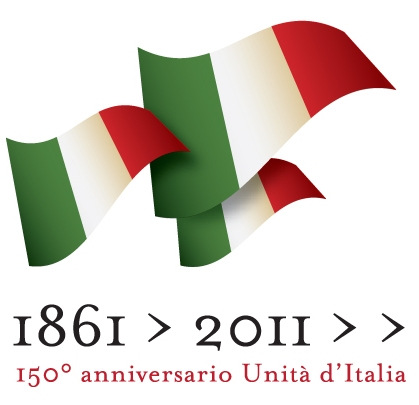 1861 > 2011 > >
150° anniversario Unità d'Italia